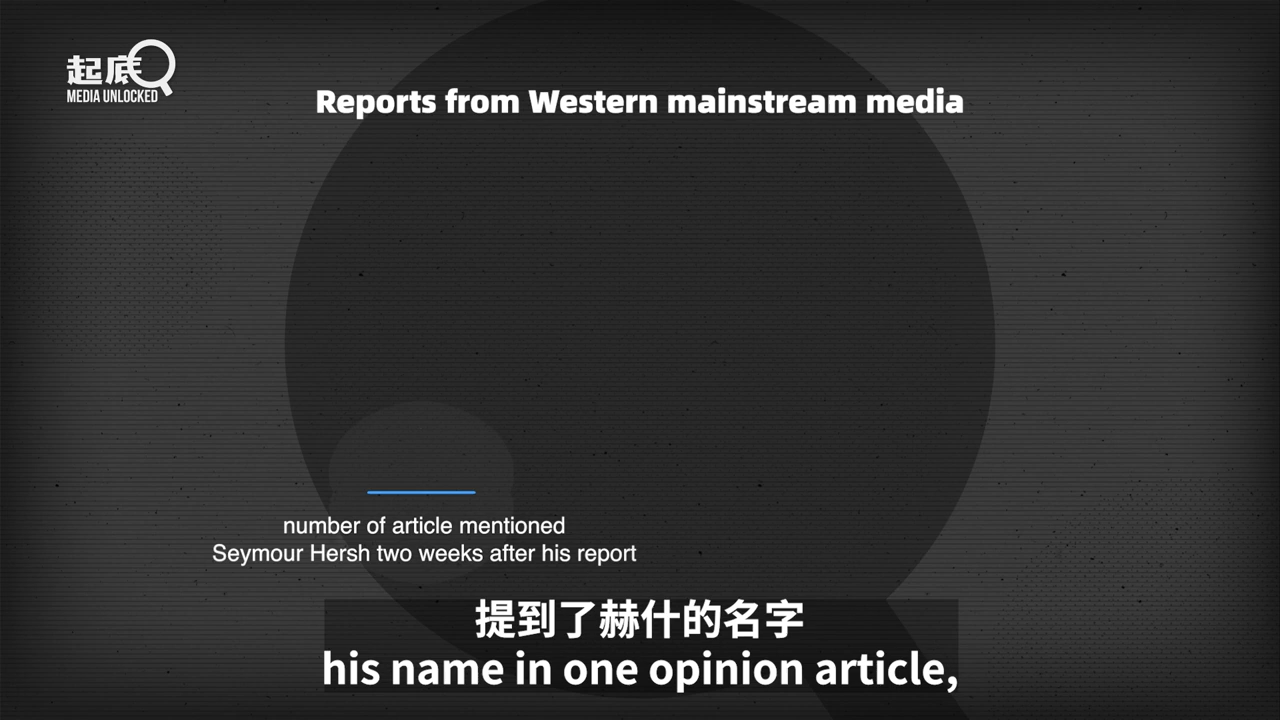 起底
MEDIA UNLOCKED
Reports from Western mainstream media
number of article mentioned
Seymour Hersh two weeks after his report
提到了赫什的名字
his name in one opinion article,